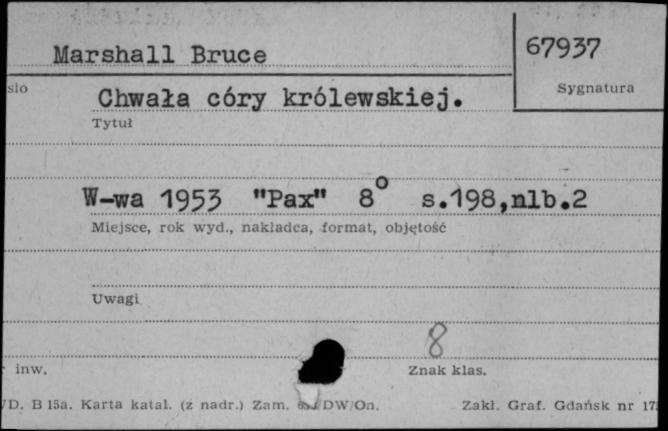 Marshall Bruce
67937
sło
Sygnatura
Chwała córy królewskiej.
Tytuł
W-wa 1953 "Pax" 8° s.198,nlb.2
Miejsce, rok wyd., nakładca, format, objętość
Uwagi
8
inw.
Znak klas.
D. B 15a. Karta katal. (z nadr.) Zam. DW/On.
Zakł. Graf. Gdańsk nr